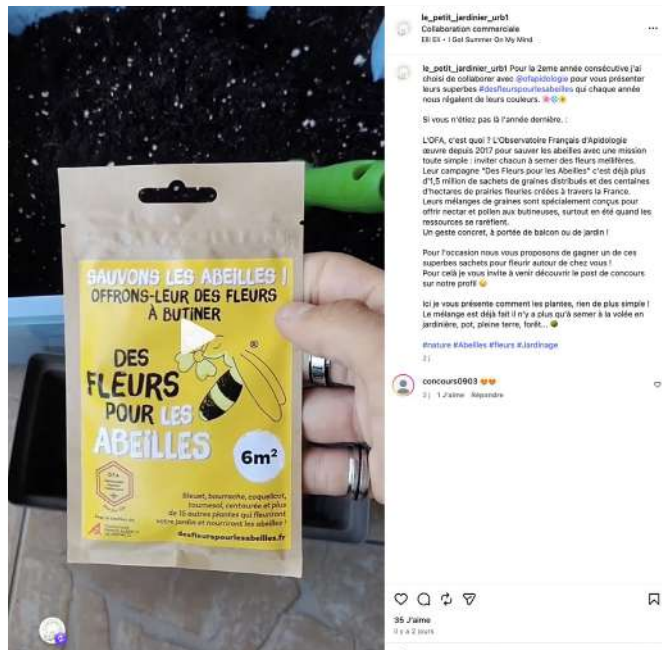 SAUVONS LES ABEILLES !
OFFRONS-LEUR DES FLEURS
À BUTINER
DES
FLEURS
POUR LES
ABEILLES
®
6m²
OFA
Bleuet, bourrache, coquelicot,
tournesol, centaurée et plus
de 15 autres plantes qui fleuriront
votre jardin et nourriront les abeilles !
desfleurspourlesabeilles.fr
le_petit_jardinier_urb1
Collaboration commerciale
Elli Eli • I Got Summer On My Mind
le_petit_jardinier_urb1 Pour la 2eme année consécutive j'ai
choisi de collaborer avec @ofapidologie pour vous présenter
leurs superbes #desfleurspourlesabeilles qui chaque année
nous régalent de leurs couleurs. 🌸🌼
Si vous n'étiez pas là l'année dernière. :
L'OFA, c'est quoi ? L'Observatoire Français d'Apidologie
œuvre depuis 2017 pour sauver les abeilles avec une mission
toute simple : inviter chacun à semer des fleurs mellifères.
Leur campagne "Des Fleurs pour les Abeilles" c'est déjà plus
d'1,5 million de sachets de graines distribués et des centaines
d'hectares de prairies fleuries créées à travers la France.
Leurs mélanges de graines sont spécialement conçus pour
offrir nectar et pollen aux butineuses, surtout en été quand les
ressources se raréfient.
Un geste concret, à portée de balcon ou de jardin !
Pour l'occasion nous vous proposons de gagner un de ces
superbes sachets pour fleurir autour de chez vous !
Pour celà je vous invite à venir découvrir le post de concours
sur notre profil 😉
Ici je vous présente comment les plantes, rien de plus simple !
Le mélange est déjà fait il n'y a plus qu'à semer à la volée en
jardinière, pot, pleine terre, forêt...
#nature #Abeilles #fleurs #Jardinage
2 j
concours0903 🧡🧡
2 j 1 J'aime Répondre
35 J'aime
il y a 2 jours